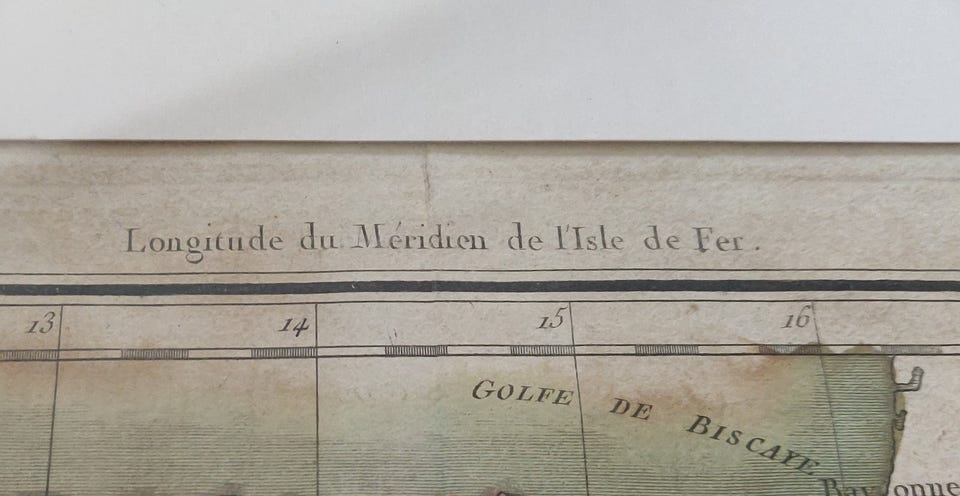 Longitude du Méridien de l'Isle de Fer.
13 14 15 16
GOLFE DE BISCAYE
Bayonne